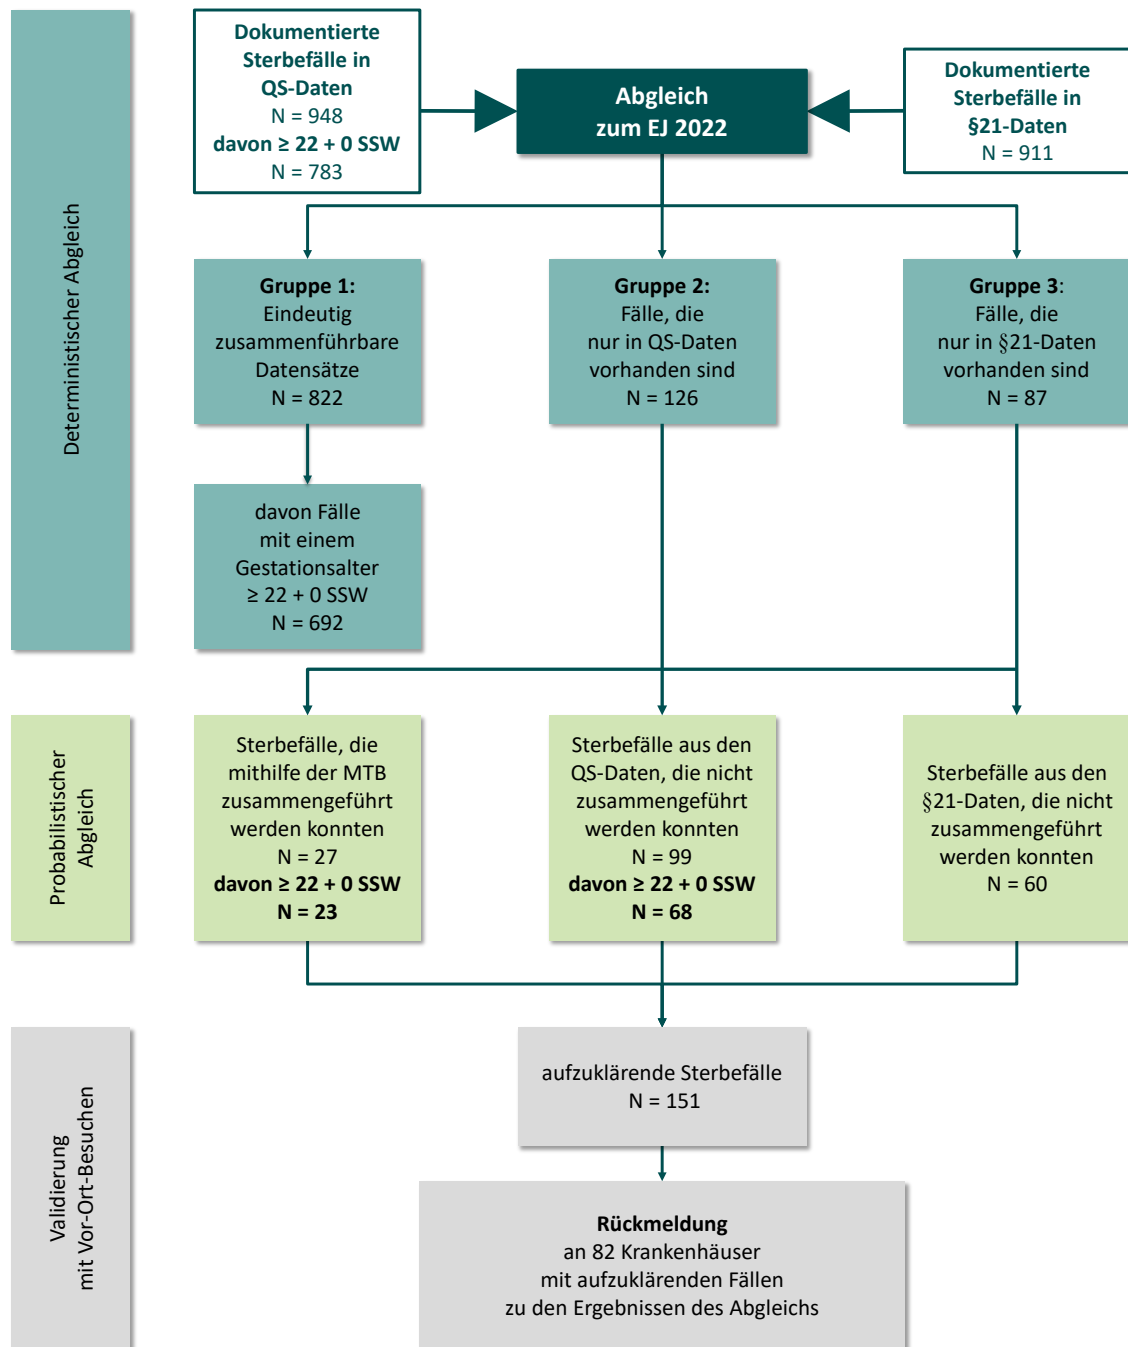 Dokumentierte
Sterbefälle in
QS-Daten
N = 948
davon ≥ 22 + 0 SSW
N = 783
Abgleich
zum EJ 2022
Dokumentierte
Sterbefälle in
§21-Daten
N = 911
Deterministischer Abgleich
Gruppe 1:
Eindeutig
zusammenführbare
Datensätze
N = 822
Gruppe 2:
Fälle, die
nur in QS-Daten
vorhanden sind
N = 126
Gruppe 3:
Fälle, die
nur in §21-Daten
vorhanden sind
N = 87
davon Fälle
mit einem
Gestationsalter
≥ 22 + 0 SSW
N = 692
Probabilistischer
Abgleich
Sterbefälle, die
mithilfe der MTB
zusammengeführt
werden konnten
N = 27
davon ≥ 22 + 0 SSW
N = 23
Sterbefälle aus den
QS-Daten, die nicht
zusammengeführt
werden konnten
N = 99
davon ≥ 22 + 0 SSW
N = 68
Sterbefälle aus den
§21-Daten, die nicht
zusammengeführt
werden konnten
N = 60
Validierung
mit Vor-Ort-Besuchen
aufzuklärende Sterbefälle
N = 151
Rückmeldung
an 82 Krankenhäuser
mit aufzuklärenden Fällen
zu den Ergebnissen des Abgleichs